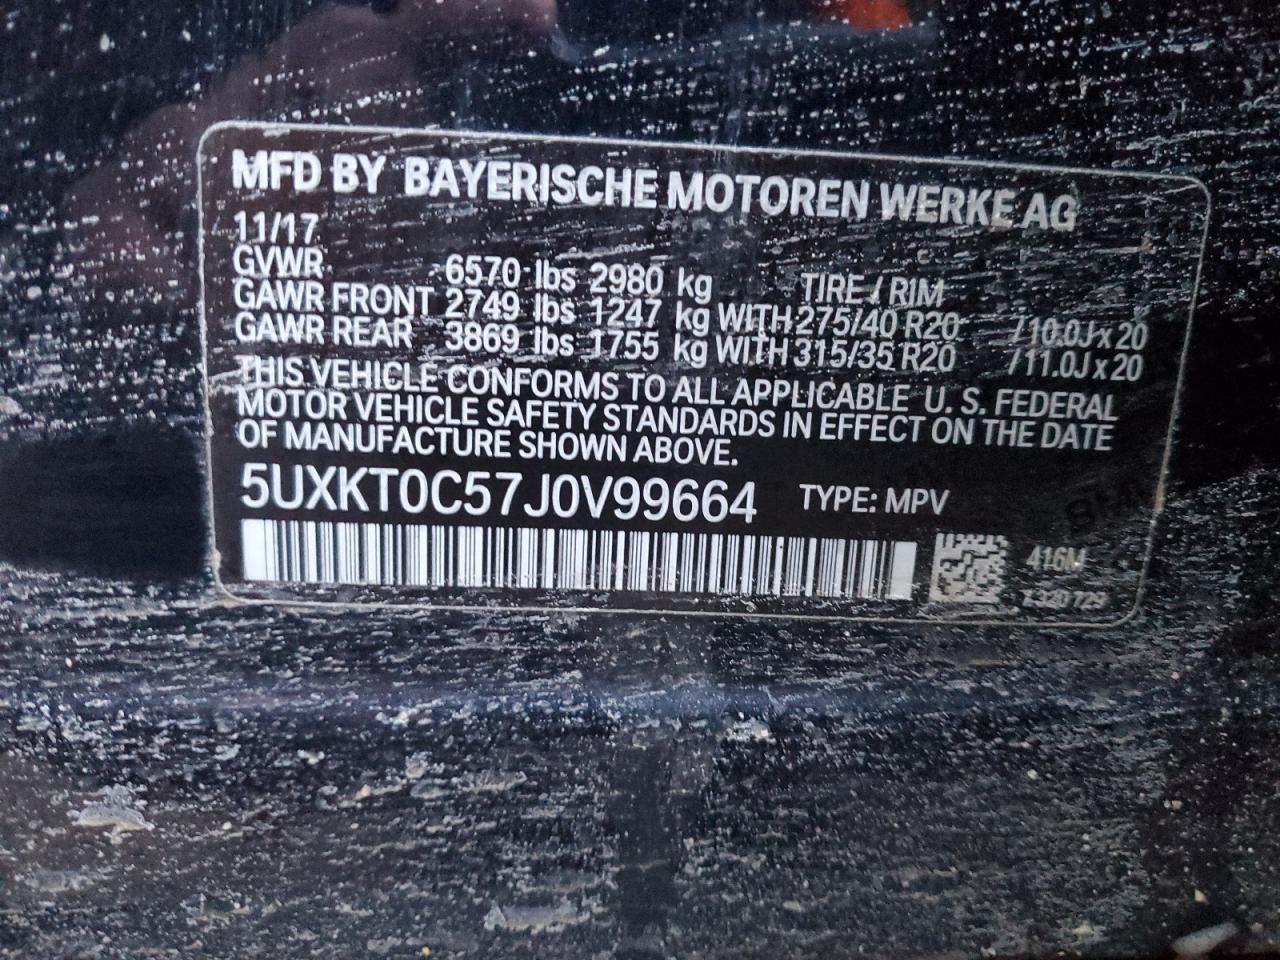 MFD BY BAYERISCHE MOTOREN WERKE AG
11/17
GVWR 6570 lbs 2980 kg TIRE / RIM
GAWR FRONT 2749 lbs 1247 kg WITH 275/40 R20 /10.0J x 20
GAWR REAR 3869 lbs 1755 kg WITH 315/35 R20 /11.0J x 20
THIS VEHICLE CONFORMS TO ALL APPLICABLE U. S. FEDERAL
MOTOR VEHICLE SAFETY STANDARDS IN EFFECT ON THE DATE
OF MANUFACTURE SHOWN ABOVE.
5UXKT0C57J0V99664 TYPE: MPV
416M